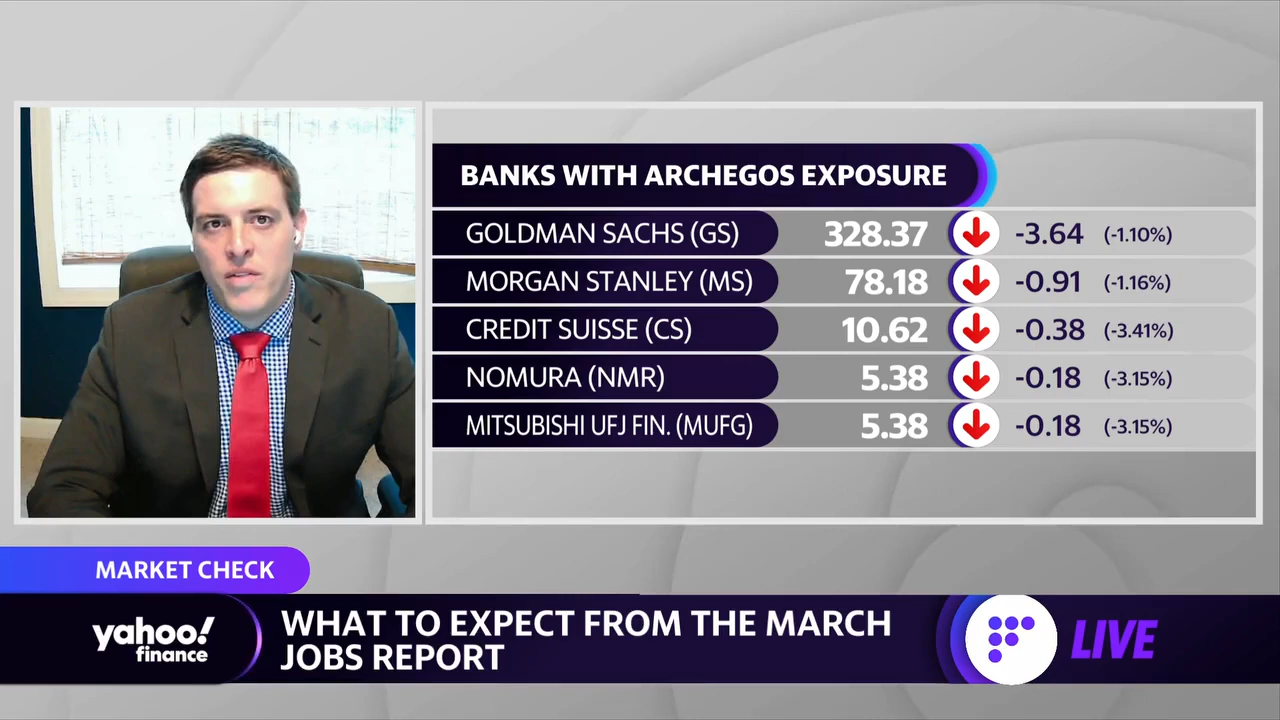 BANKS WITH ARCHEGOS EXPOSURE
GOLDMAN SACHS (GS) 328.37 -3.64 (-1.10%)
MORGAN STANLEY (MS) 78.18 -0.91 (-1.16%)
CREDIT SUISSE (CS) 10.62 -0.38 (-3.41%)
NOMURA (NMR) 5.38 -0.18 (-3.15%)
MITSUBISHI UFJ FIN. (MUFG) 5.38 -0.18 (-3.15%)
MARKET CHECK
yahoo!
finance
WHAT TO EXPECT FROM THE MARCH
JOBS REPORT
LIVE